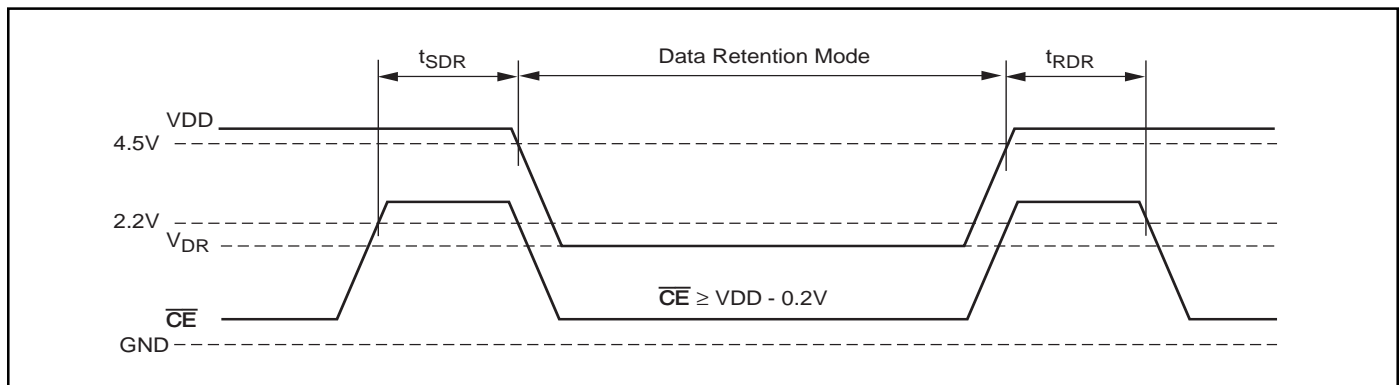 tSDR
Data Retention Mode
tRDR
VDD
4.5V
2.2V
VDR
CE ≥ VDD - 0.2V
CE
GND